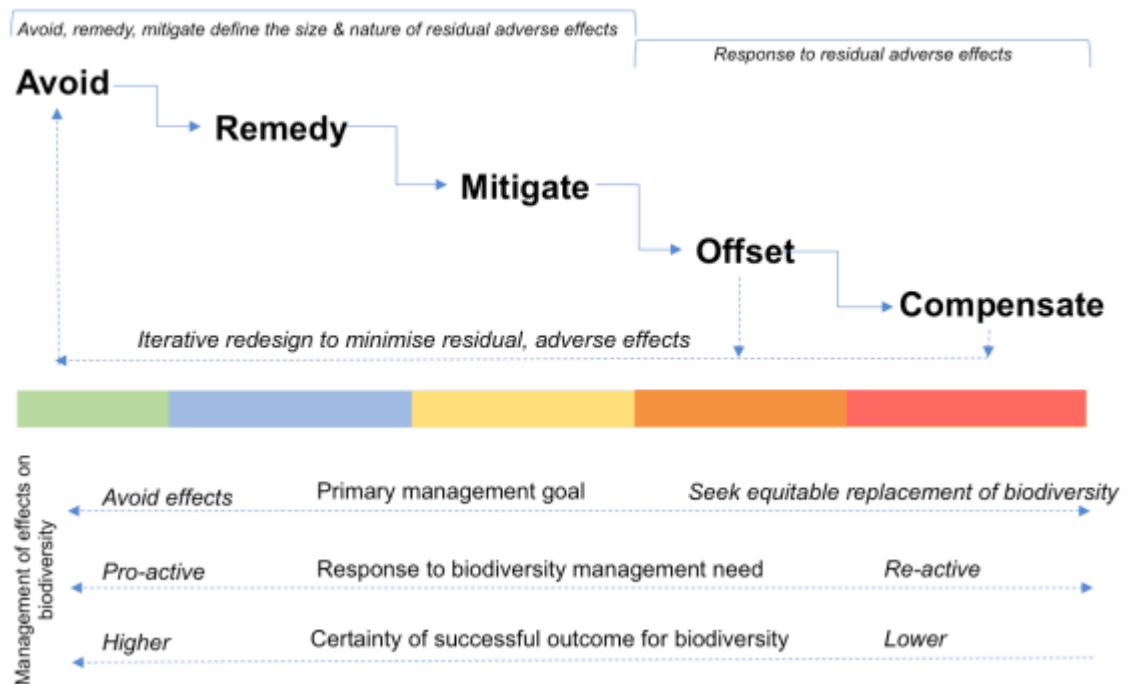 Avoid, remedy, mitigate define the size & nature of residual adverse effects
Response to residual adverse effects
Avoid
Remedy
Mitigate
Offset
Compensate
Iterative redesign to minimise residual, adverse effects
Management of effects on
biodiversity
Avoid effects
Primary management goal
Seek equitable replacement of biodiversity
Pro-active
Response to biodiversity management need
Re-active
Higher
Certainty of successful outcome for biodiversity
Lower